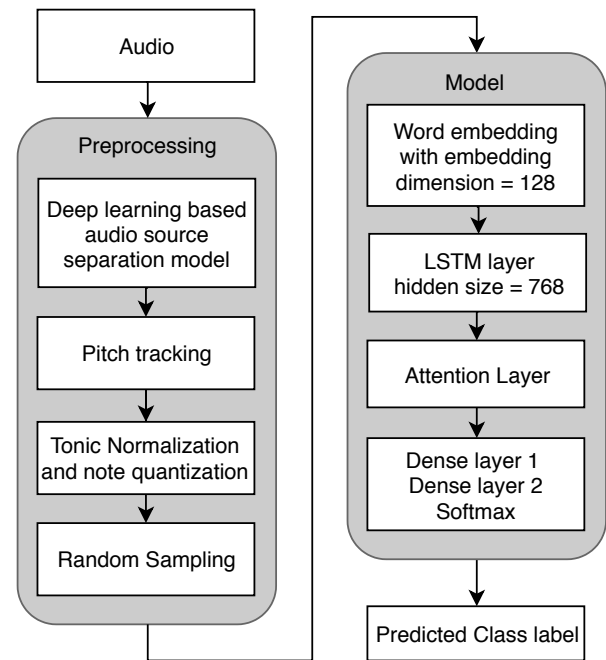 Audio
Preprocessing
Deep learning based
audio source
separation model
Pitch tracking
Tonic Normalization
and note quantization
Random Sampling
Model
Word embedding
with embedding
dimension = 128
LSTM layer
hidden size = 768
Attention Layer
Dense layer 1
Dense layer 2
Softmax
Predicted Class label